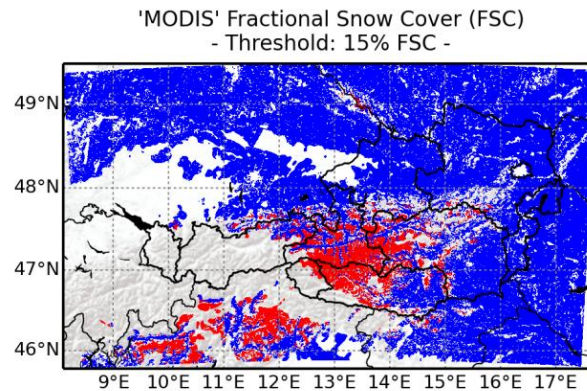 'MODIS' Fractional Snow Cover (FSC)
- Threshold: 15% FSC -
49°N
48°N
47°N
46°N
9°E 10°E 11°E 12°E 13°E 14°E 15°E 16°E 17°E